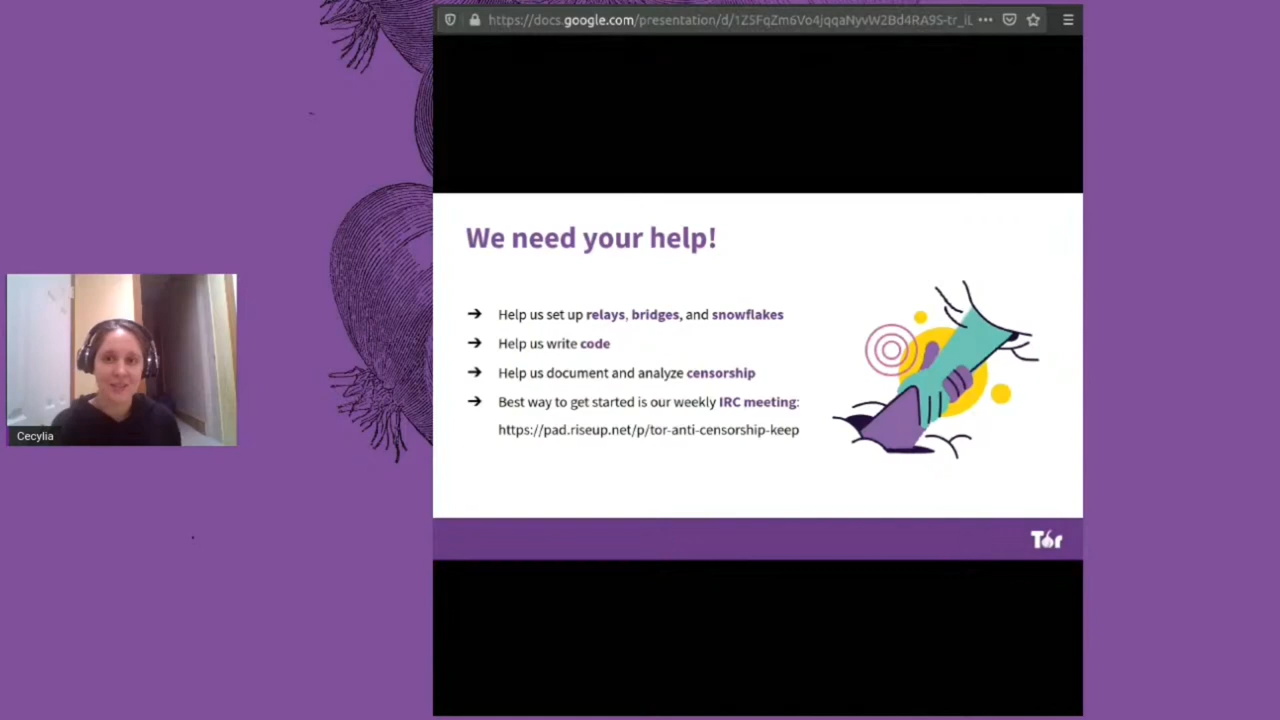 https://docs.google.com/presentation/d/1Z5FqZm6Vo4jqqaNyvW2Bd4RA9S-tr_iL
We need your help!
➔ Help us set up relays, bridges, and snowflakes
➔ Help us write code
➔ Help us document and analyze censorship
➔ Best way to get started is our weekly IRC meeting:
https://pad.riseup.net/p/tor-anti-censorship-keep
Cecylia
Tor